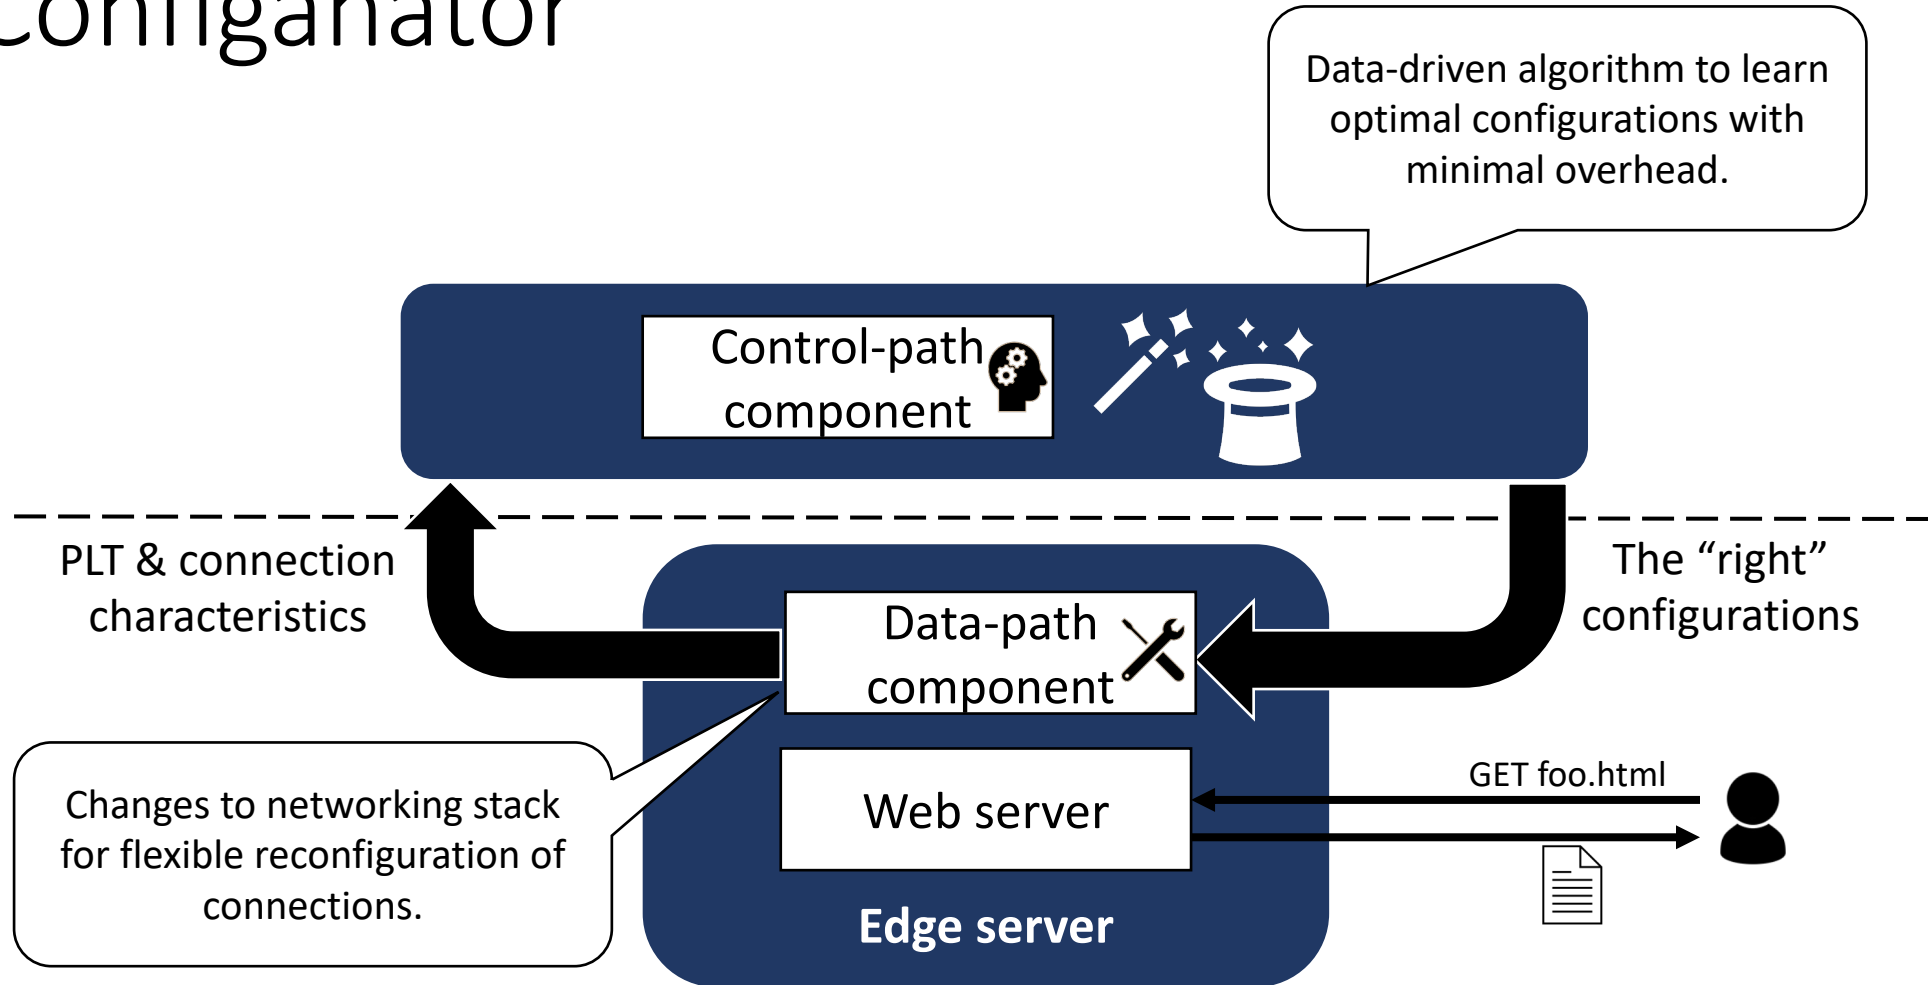 Configanator
Data-driven algorithm to learn
optimal configurations with
minimal overhead.
Control-path
component
PLT & connection
characteristics
The “right”
configurations
Data-path
component
Changes to networking stack
for flexible reconfiguration of
connections.
Web server
GET foo.html
Edge server